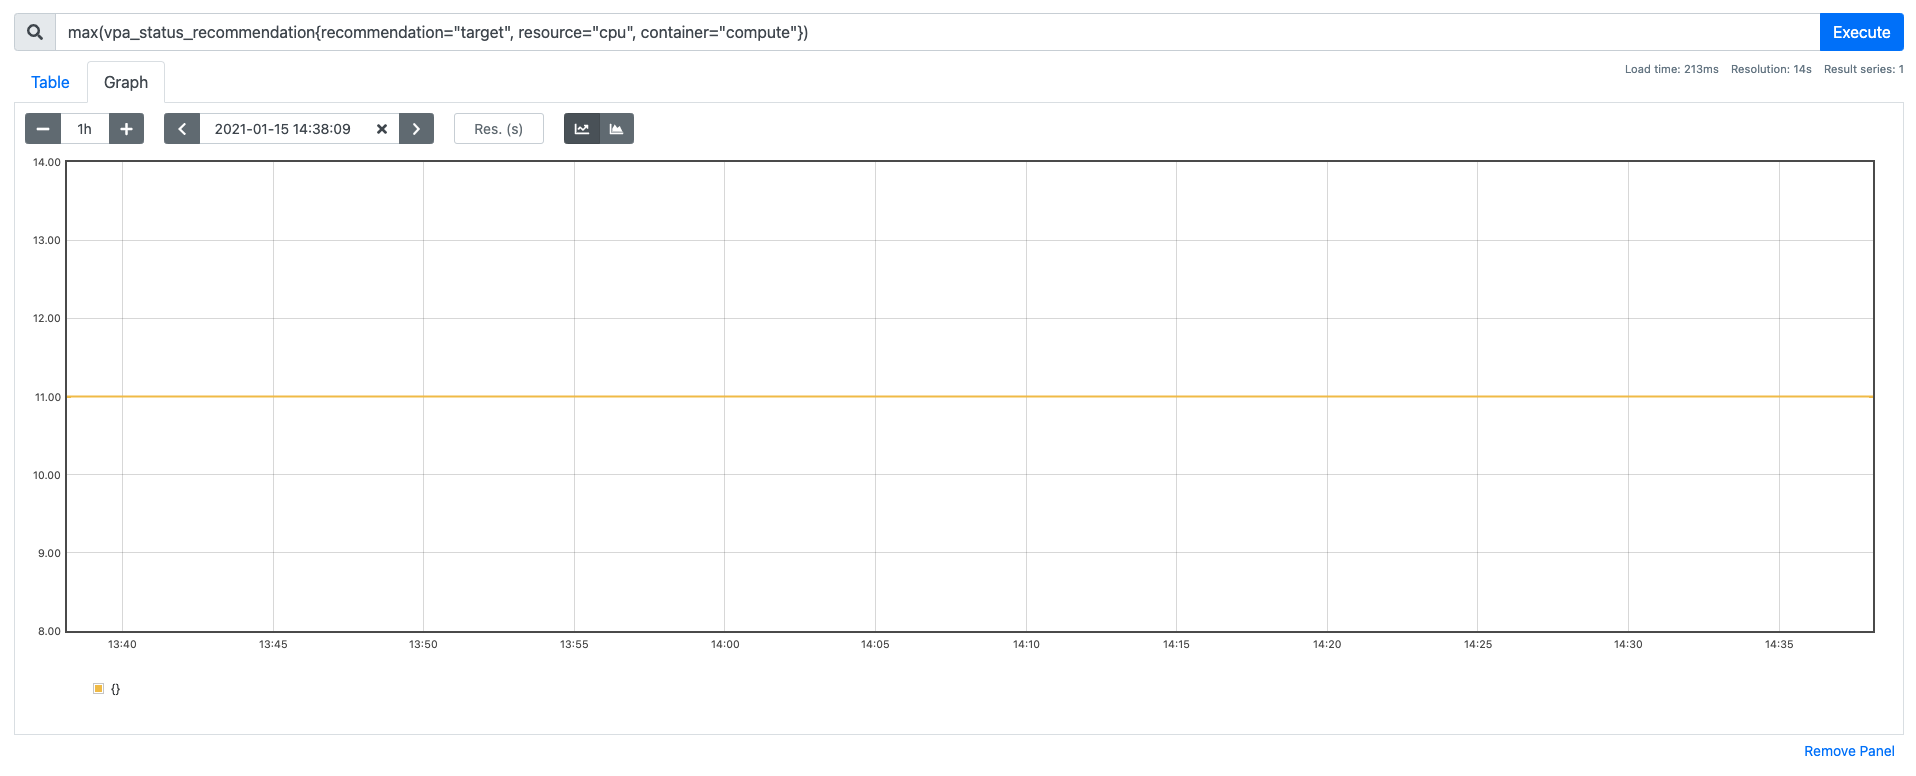 max(vpa_status_recommendation{recommendation="target", resource="cpu", container="compute"})
Execute
Table
Graph
Load time: 213ms Resolution: 14s Result series: 1
1h
2021-01-15 14:38:09
Res. (s)
14.00
13.00
12.00
11.00
10.00
9.00
8.00
13:40 13:45 13:50 13:55 14:00 14:05 14:10 14:15 14:20 14:25 14:30 14:35
{}
Remove Panel